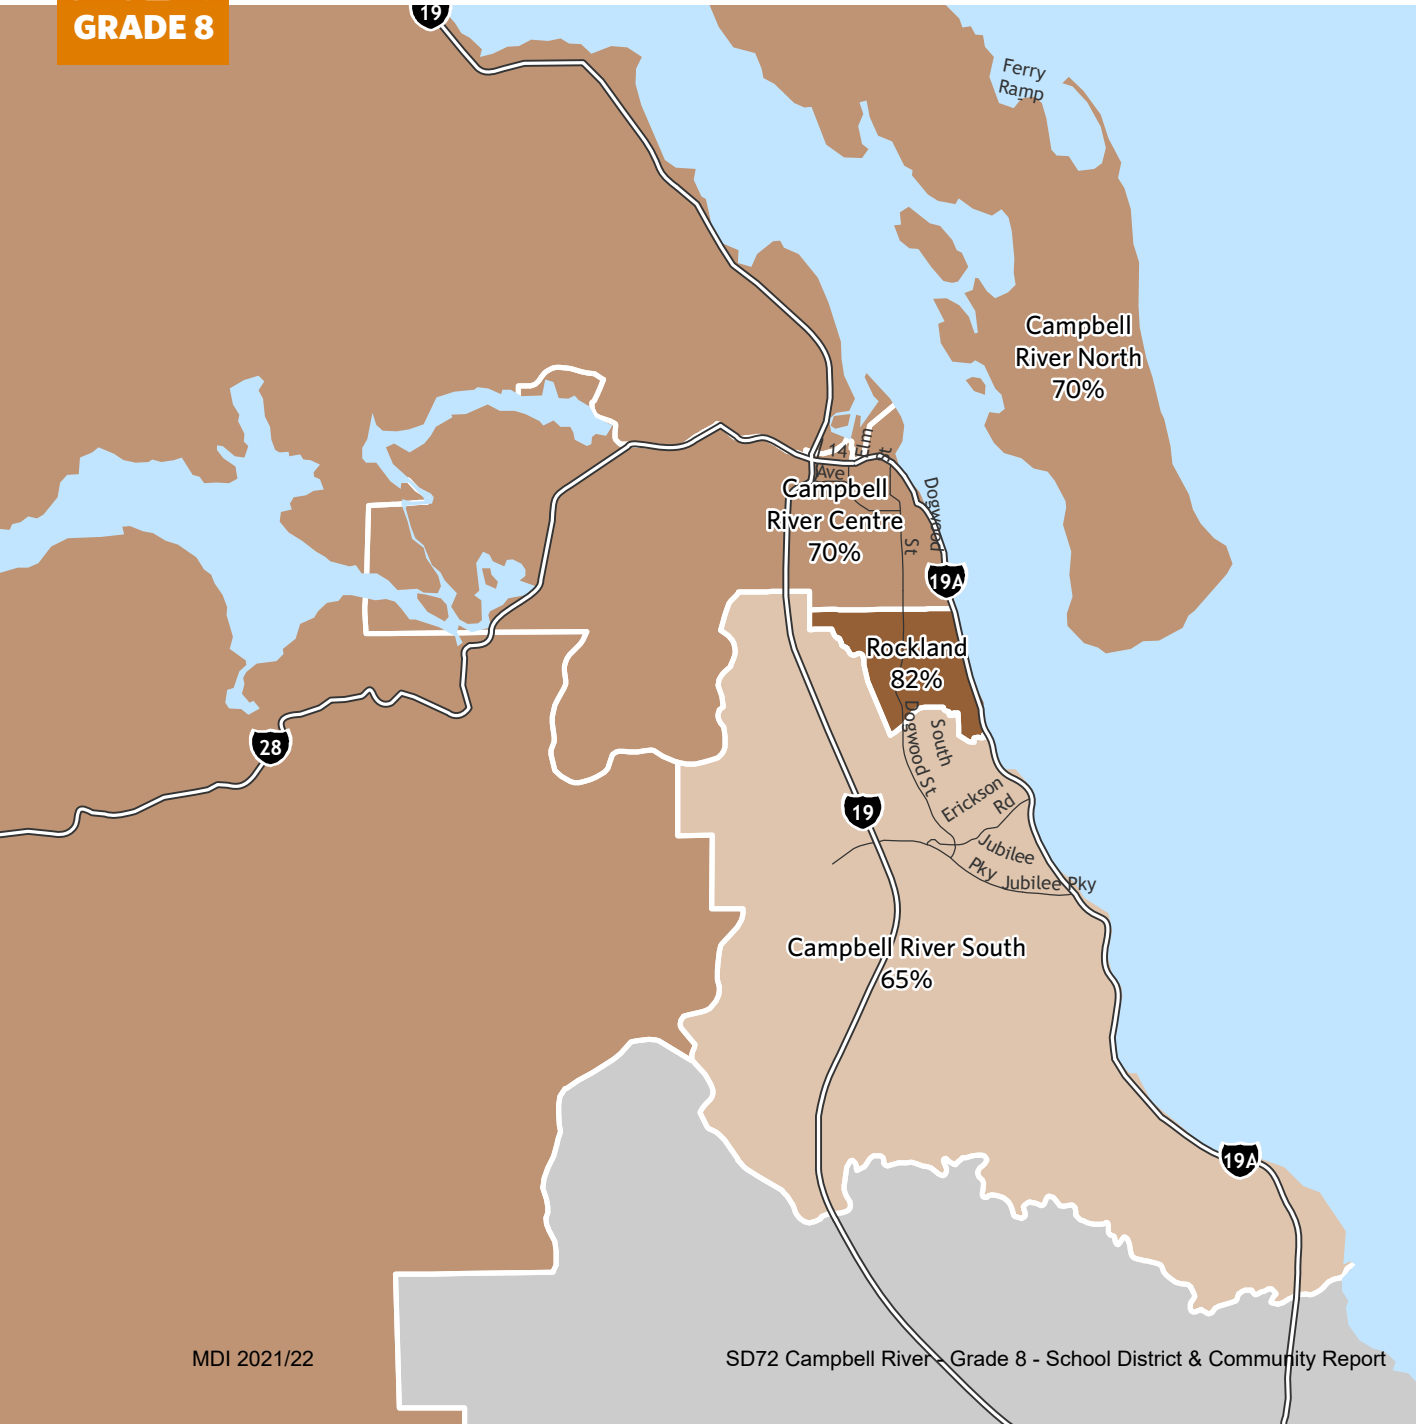 19
GRADE 8
Ferry
Ramp
Campbell
River North
70%
14
Ave
Elm
St
Campbell
River Centre
70%
Dogwood
St
19A
Rockland
82%
28
Dogwood St
South
19
Erickson
Rd
Jubilee
Pky
Jubilee Pky
Campbell River South
65%
19A
MDI 2021/22
SD72 Campbell River - Grade 8 - School District & Community Report